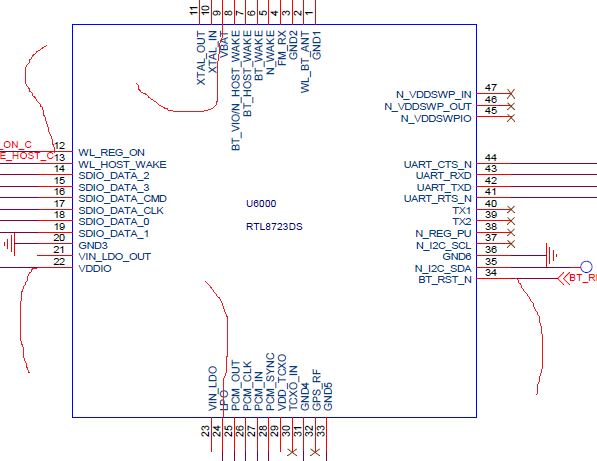 11 XTAL_OUT
10 XTAL_IN
9 VBAT
8 BT_VIO/N_HOST_WAKE
7 BT_HOST_WAKE
6 BT_WAKE
5 N_WAKE
4 FM_RX
3 GND2
2 WL_BT_ANT
1 GND1
_ON_C
E_HOST_C
12 WL_REG_ON
13 WL_HOST_WAKE
14 SDIO_DATA_2
15 SDIO_DATA_3
16 SDIO_DATA_CMD
17 SDIO_DATA_CLK
18 SDIO_DATA_0
19 SDIO_DATA_1
20 GND3
21 VIN_LDO_OUT
22 VDDIO
U6000
RTL8723DS
N_VDDSWP_IN 47
N_VDDSWP_OUT 46
N_VDDSWPIO 45
UART_CTS_N 44
UART_RXD 43
UART_TXD 42
UART_RTS_N 41
TX1 40
TX2 39
N_REG_PU 38
N_I2C_SCL 37
GND6 36
N_I2C_SDA 35
BT_RST_N 34
BT_R
VIN_LDO 23
LPO 24
PCM_OUT 25
PCM_CLK 26
PCM_IN 27
PCM_SYNC 28
VDD_TCXO 29
TCXO_IN 30
GND4 31
GPS_RF 32
GND5 33